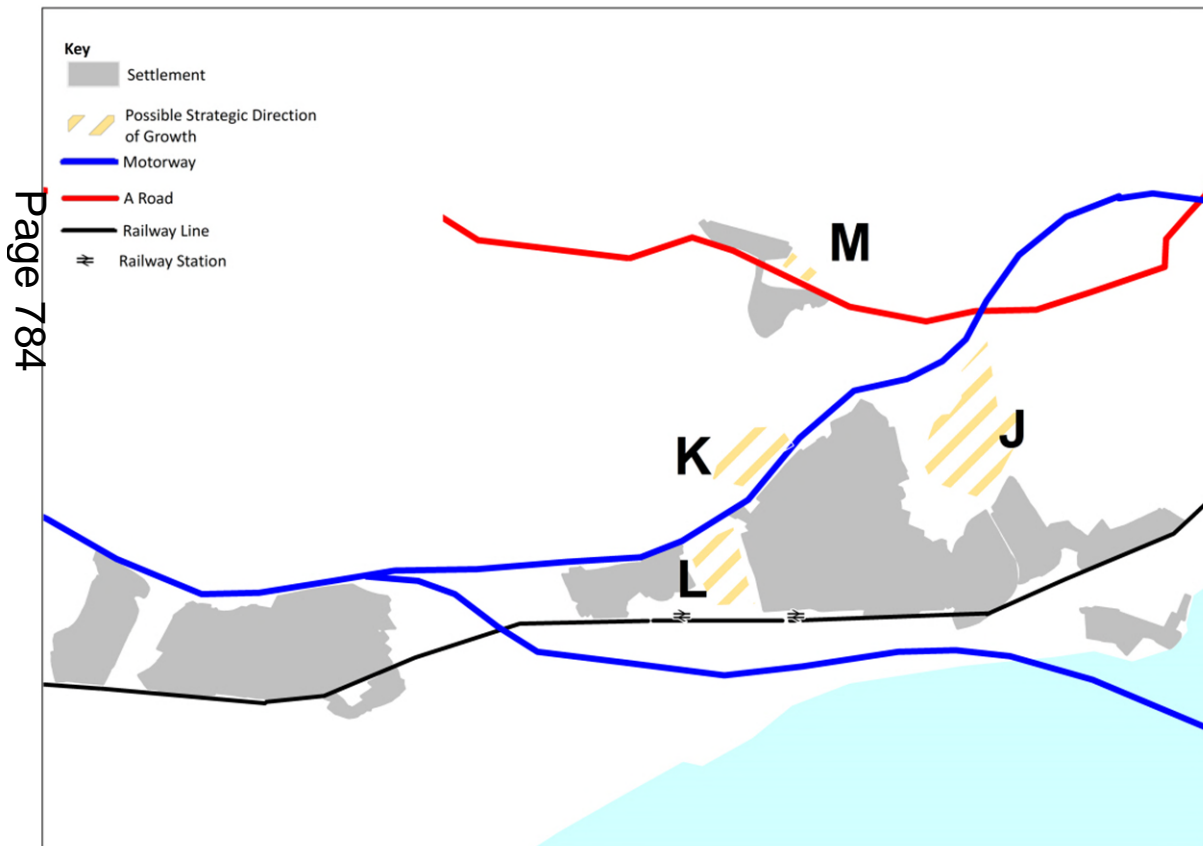 Key
Settlement
Possible Strategic Direction
of Growth
Motorway
A Road
Railway Line
Railway Station
Page 784
M
J
K
L